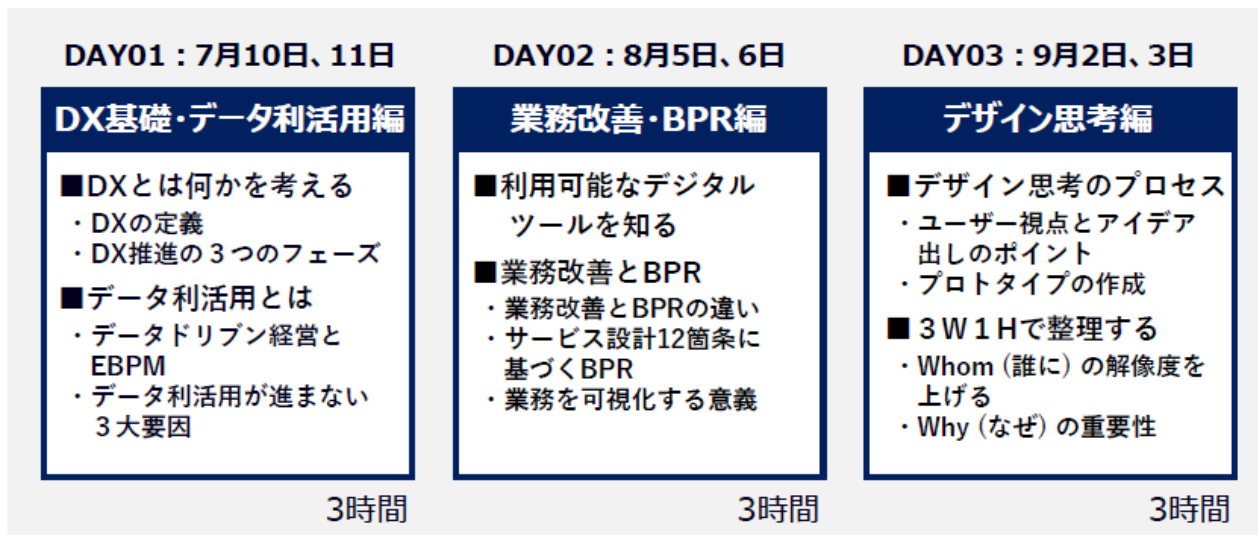 DAY01：7月10日、11日
DX基礎・データ利活用編
■DXとは何かを考える
・DXの定義
・DX推進の３つのフェーズ
■データ利活用とは
・データドリブン経営と
EBPM
・データ利活用が進まない
３大要因
3時間
DAY02：8月5日、6日
業務改善・BPR編
■利用可能なデジタル
ツールを知る
■業務改善とBPR
・業務改善とBPRの違い
・サービス設計12箇条に
基づくBPR
・業務を可視化する意義
3時間
DAY03：9月2日、3日
デザイン思考編
■デザイン思考のプロセス
・ユーザー視点とアイデア
出しのポイント
・プロトタイプの作成
■３W１Hで整理する
・Whom（誰に）の解像度を
上げる
・Why（なぜ）の重要性
3時間